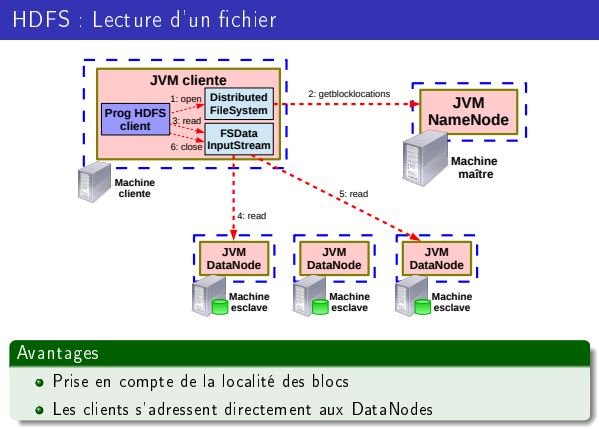 HDFS : Lecture d'un fichier
JVM cliente
Prog HDFS
client
1: open
3: read
6: close
Distributed
FileSystem
FSData
InputStream
2: getblocklocations
JVM
NameNode
Machine
cliente
Machine
maître
4: read
5: read
JVM
DataNode
JVM
DataNode
JVM
DataNode
Machine
esclave
Machine
esclave
Machine
esclave
Avantages
Prise en compte de la localité des blocs
Les clients s'adressent directement aux DataNodes